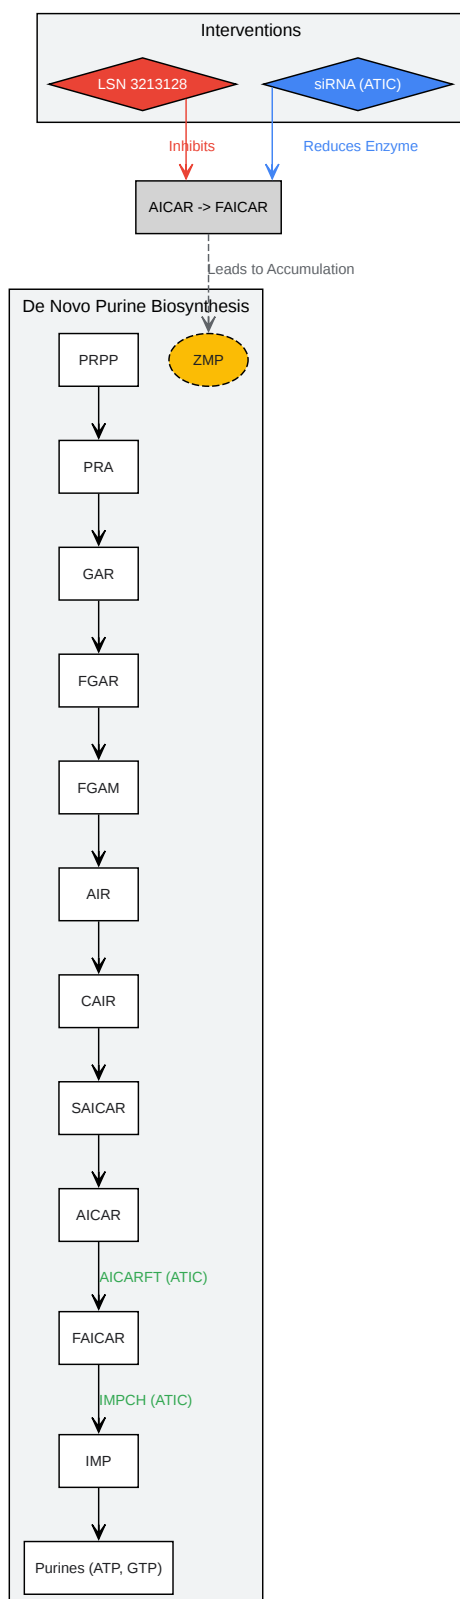 Interventions
LSN 3213128
siRNA (ATIC)
Inhibits
Reduces Enzyme
AICAR -> FAICAR
Leads to Accumulation
De Novo Purine Biosynthesis
PRPP
ZMP
PRA
GAR
FGAR
FGAM
AIR
CAIR
SAICAR
AICAR
AICARFT (ATIC)
FAICAR
IMPCH (ATIC)
IMP
Purines (ATP, GTP)